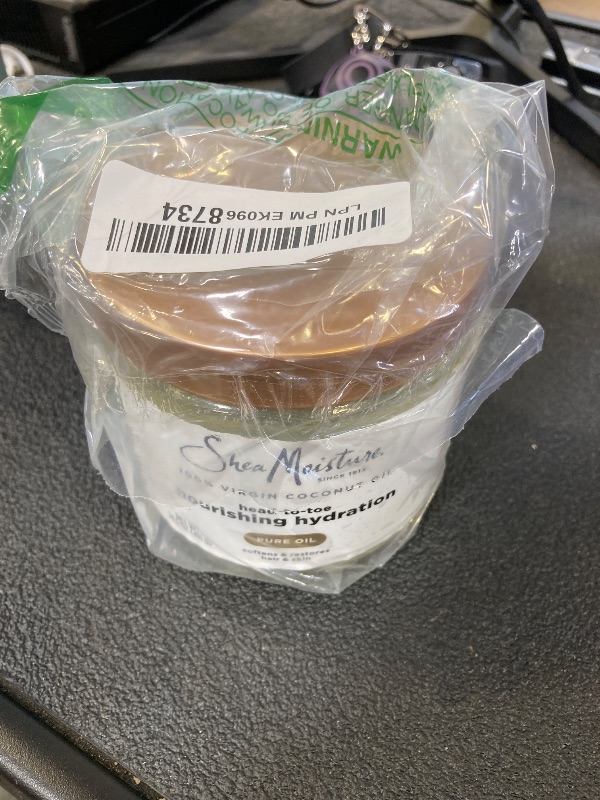 WARNING
LPN PM EK0968734
SheaMoisture
SINCE 1912
100% VIRGIN COCONUT OIL
head-to-toe
nourishing hydration
PURE OIL
softens & restores
hair & skin